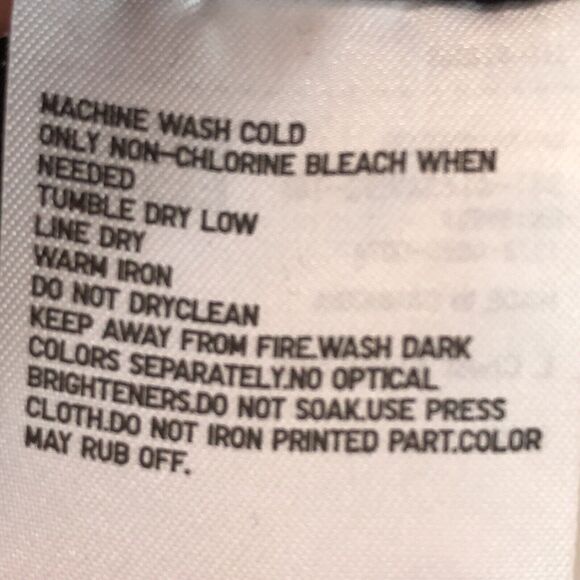 MACHINE WASH COLD
ONLY NON-CHLORINE BLEACH WHEN
NEEDED
TUMBLE DRY LOW
LINE DRY
WARM IRON
DO NOT DRYCLEAN
KEEP AWAY FROM FIRE.WASH DARK
COLORS SEPARATELY.NO OPTICAL
BRIGHTENERS.DO NOT SOAK.USE PRESS
CLOTH.DO NOT IRON PRINTED PART.COLOR
MAY RUB OFF.